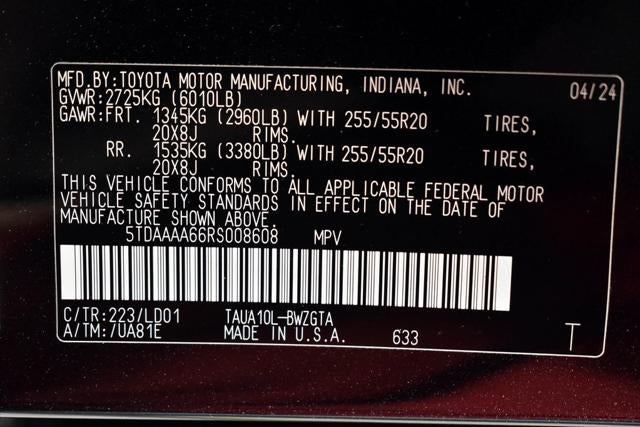 MFD.BY:TOYOTA MOTOR MANUFACTURING, INDIANA, INC. 04/24
GVWR:2725KG (6010LB)
GAWR:FRT. 1345KG (2960LB) WITH 255/55R20 TIRES,
20X8J RIMS.
RR. 1535KG (3380LB) WITH 255/55R20 TIRES,
20X8J RIMS.
THIS VEHICLE CONFORMS TO ALL APPLICABLE FEDERAL MOTOR
VEHICLE SAFETY STANDARDS IN EFFECT ON THE DATE OF
MANUFACTURE SHOWN ABOVE.
5TDAAAA66RS008608 MPV
C/TR:223/LD01 TAUA10L-BWZGTA
A/TM:/UA81E MADE IN U.S.A. 633 T